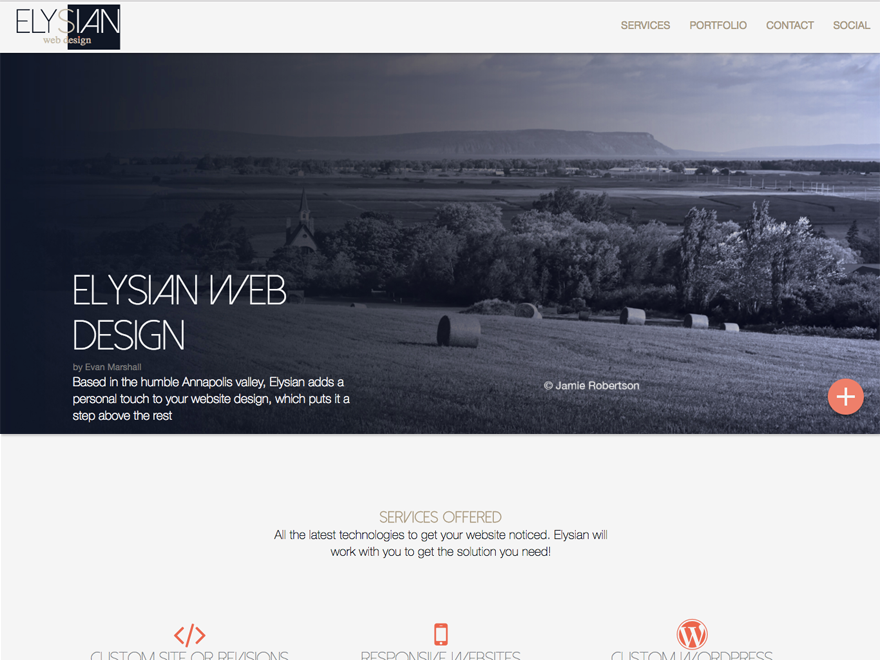 ELYSIAN
web design
SERVICES
PORTFOLIO
CONTACT
SOCIAL
ELYSIAN WEB
DESIGN
by Evan Marshall
Based in the humble Annapolis valley, Elysian adds a
personal touch to your website design, which puts it a
step above the rest
© Jamie Robertson
SERVICES OFFERED
All the latest technologies to get your website noticed. Elysian will
work with you to get the solution you need!
CUSTOM SITE OR REVISIONS
RESPONSIVE WEBSITES
CUSTOM WORDPRESS